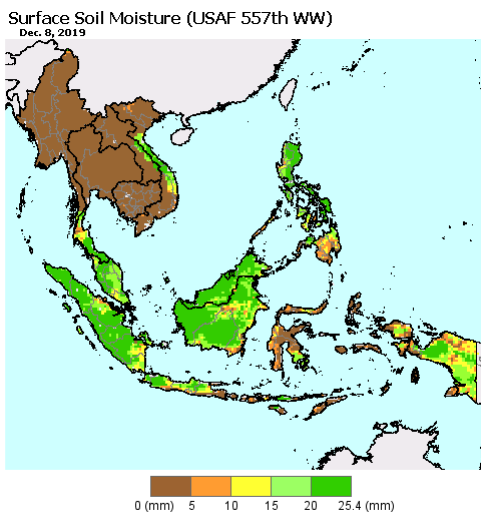 Surface Soil Moisture (USAF 557th WW)
Dec. 8, 2019
0 (mm) 5 10 15 20 25.4 (mm)